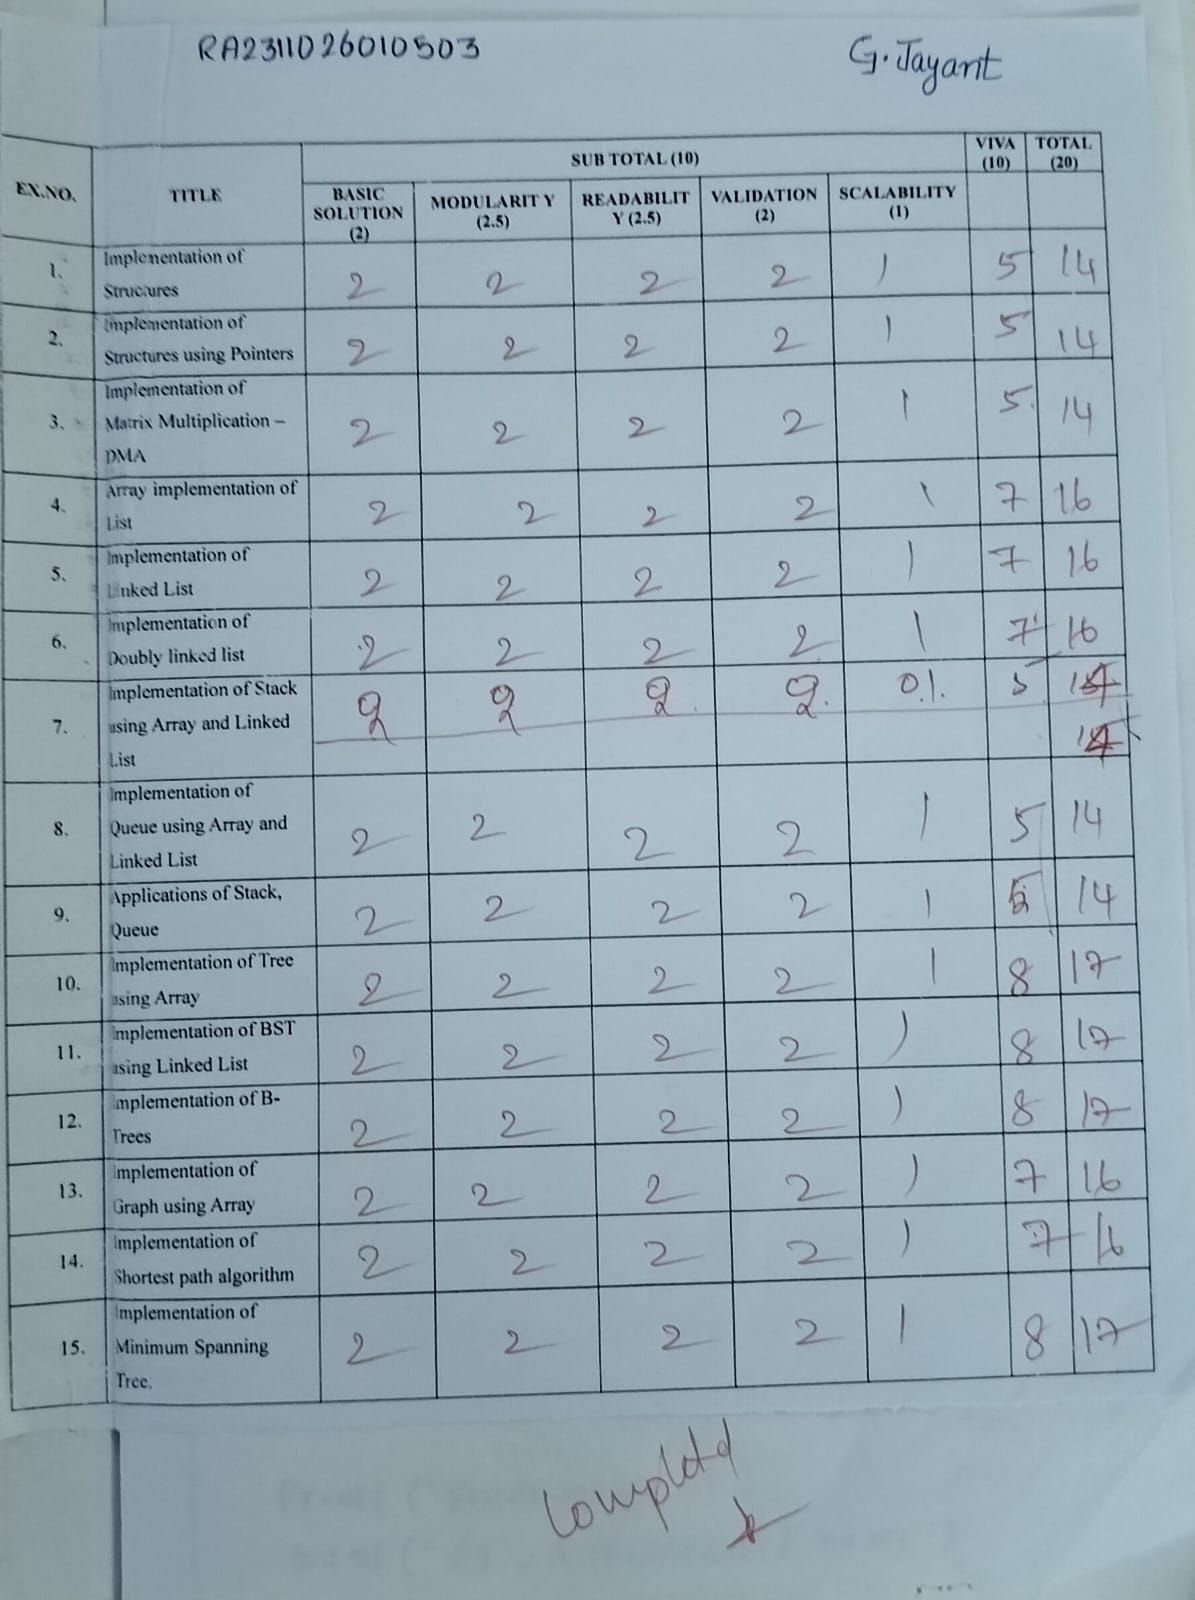 RA2311026010503
G. Jayant
EX.NO. TITLE SUB TOTAL (10) VIVA (10) TOTAL (20)
BASIC SOLUTION (2) MODULARIT Y (2.5) READABILIT Y (2.5) VALIDATION (2) SCALABILITY (1)
1. Implementation of Structures 2 2 2 2 1 5 14
2. Implementation of Structures using Pointers 2 2 2 2 1 5 14
3. Implementation of Matrix Multiplication – DMA 2 2 2 2 1 5 14
4. Array implementation of List 2 2 2 2 1 7 16
5. Implementation of Linked List 2 2 2 2 1 7 16
6. Implementation of Doubly linked list 2 2 2 2 1 7 16
7. Implementation of Stack using Array and Linked List 2 2 2 2 01. 5
8. Implementation of Queue using Array and Linked List 2 2 2 2 1 5 14
9. Applications of Stack, Queue 2 2 2 2 1 5 14
10. Implementation of Tree using Array 2 2 2 2 1 8 17
11. Implementation of BST using Linked List 2 2 2 2 1 8 17
12. Implementation of B-Trees 2 2 2 2 1 8 17
13. Implementation of Graph using Array 2 2 2 2 1 7 16
14. Implementation of Shortest path algorithm 2 2 2 2 1 7 16
15. Implementation of Minimum Spanning Tree. 2 2 2 2 1 8 17
Completed